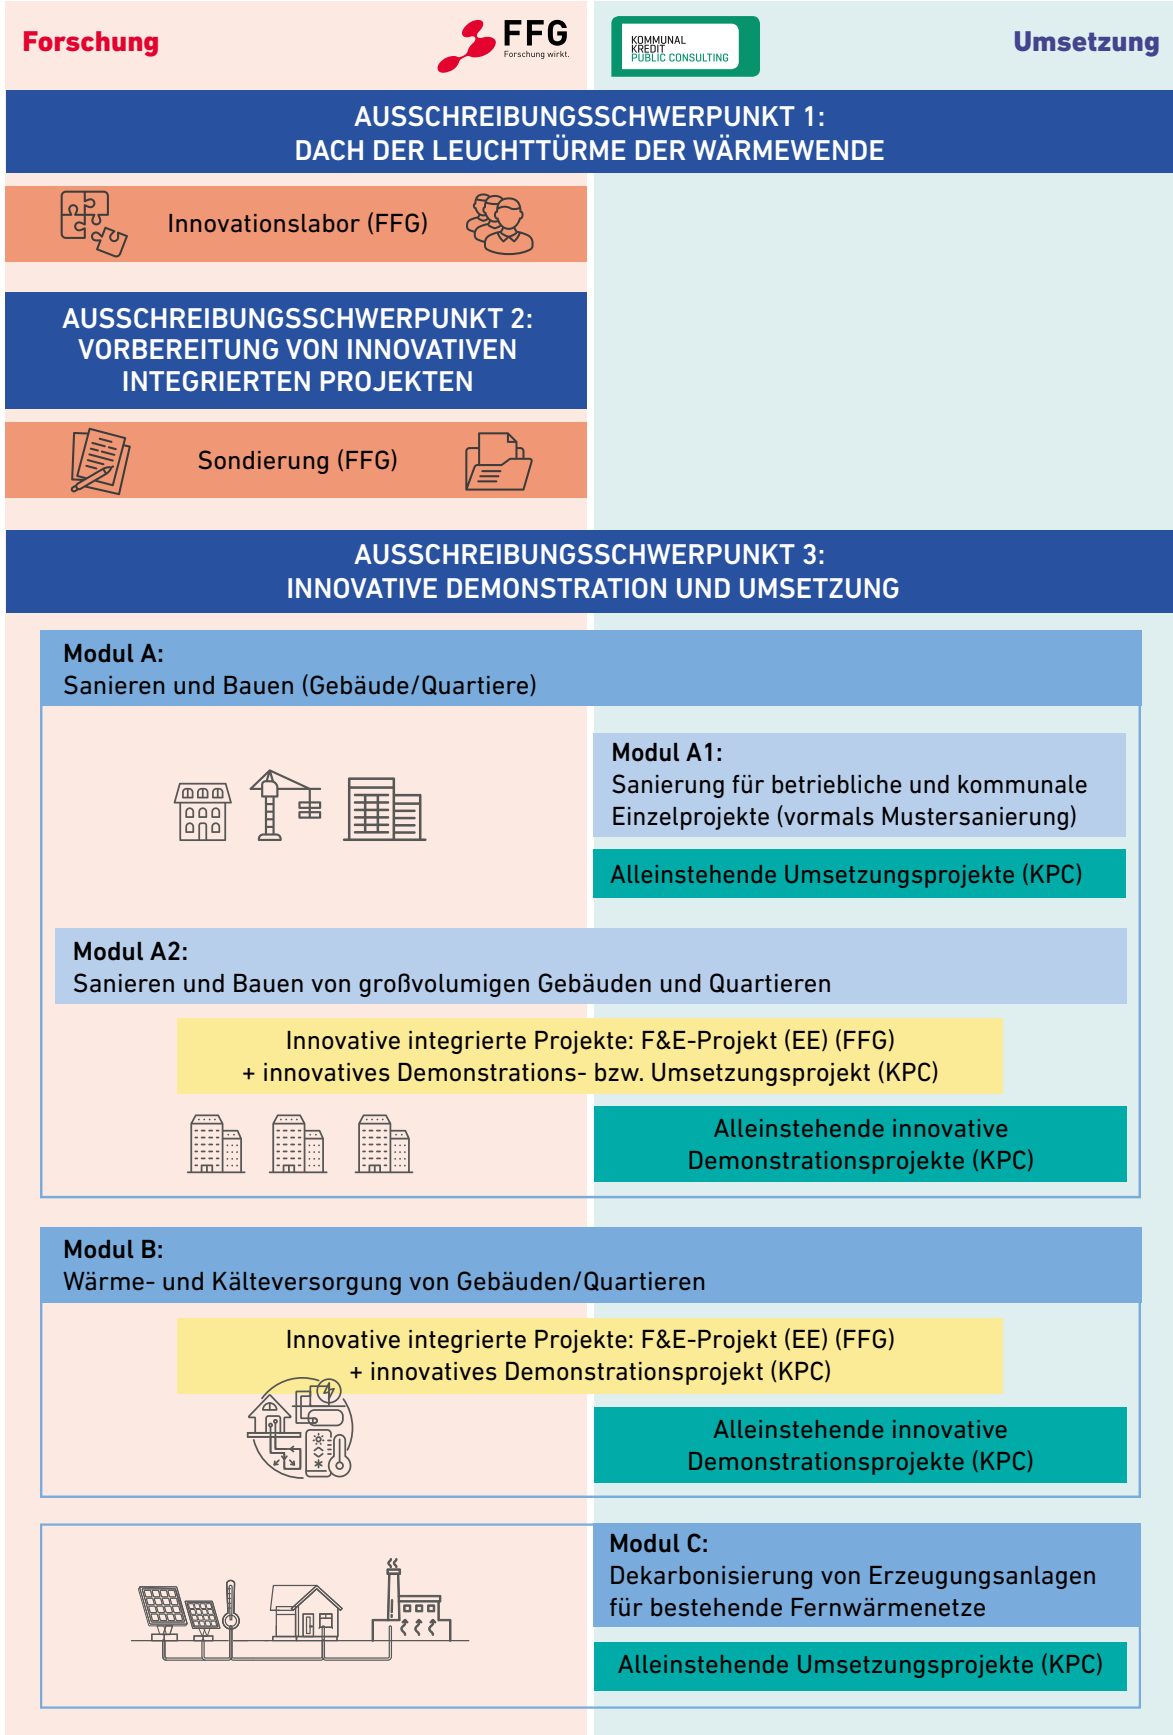 Forschung
FFG
Forschung wirkt.
KOMMUNAL
KREDIT
PUBLIC CONSULTING
Umsetzung
AUSSCHREIBUNGSSCHWERPUNKT 1:
DACH DER LEUCHTTÜRME DER WÄRMEWENDE
Innovationslabor (FFG)
AUSSCHREIBUNGSSCHWERPUNKT 2:
VORBEREITUNG VON INNOVATIVEN
INTEGRIERTEN PROJEKTEN
Sondierung (FFG)
AUSSCHREIBUNGSSCHWERPUNKT 3:
INNOVATIVE DEMONSTRATION UND UMSETZUNG
Modul A:
Sanieren und Bauen (Gebäude/Quartiere)
Modul A1:
Sanierung für betriebliche und kommunale
Einzelprojekte (vormals Mustersanierung)
Alleinstehende Umsetzungsprojekte (KPC)
Modul A2:
Sanieren und Bauen von großvolumigen Gebäuden und Quartieren
Innovative integrierte Projekte: F&E-Projekt (EE) (FFG)
+ innovatives Demonstrations- bzw. Umsetzungsprojekt (KPC)
Alleinstehende innovative
Demonstrationsprojekte (KPC)
Modul B:
Wärme- und Kälteversorgung von Gebäuden/Quartieren
Innovative integrierte Projekte: F&E-Projekt (EE) (FFG)
+ innovatives Demonstrationsprojekt (KPC)
Alleinstehende innovative
Demonstrationsprojekte (KPC)
Modul C:
Dekarbonisierung von Erzeugungsanlagen
für bestehende Fernwärmenetze
Alleinstehende Umsetzungsprojekte (KPC)